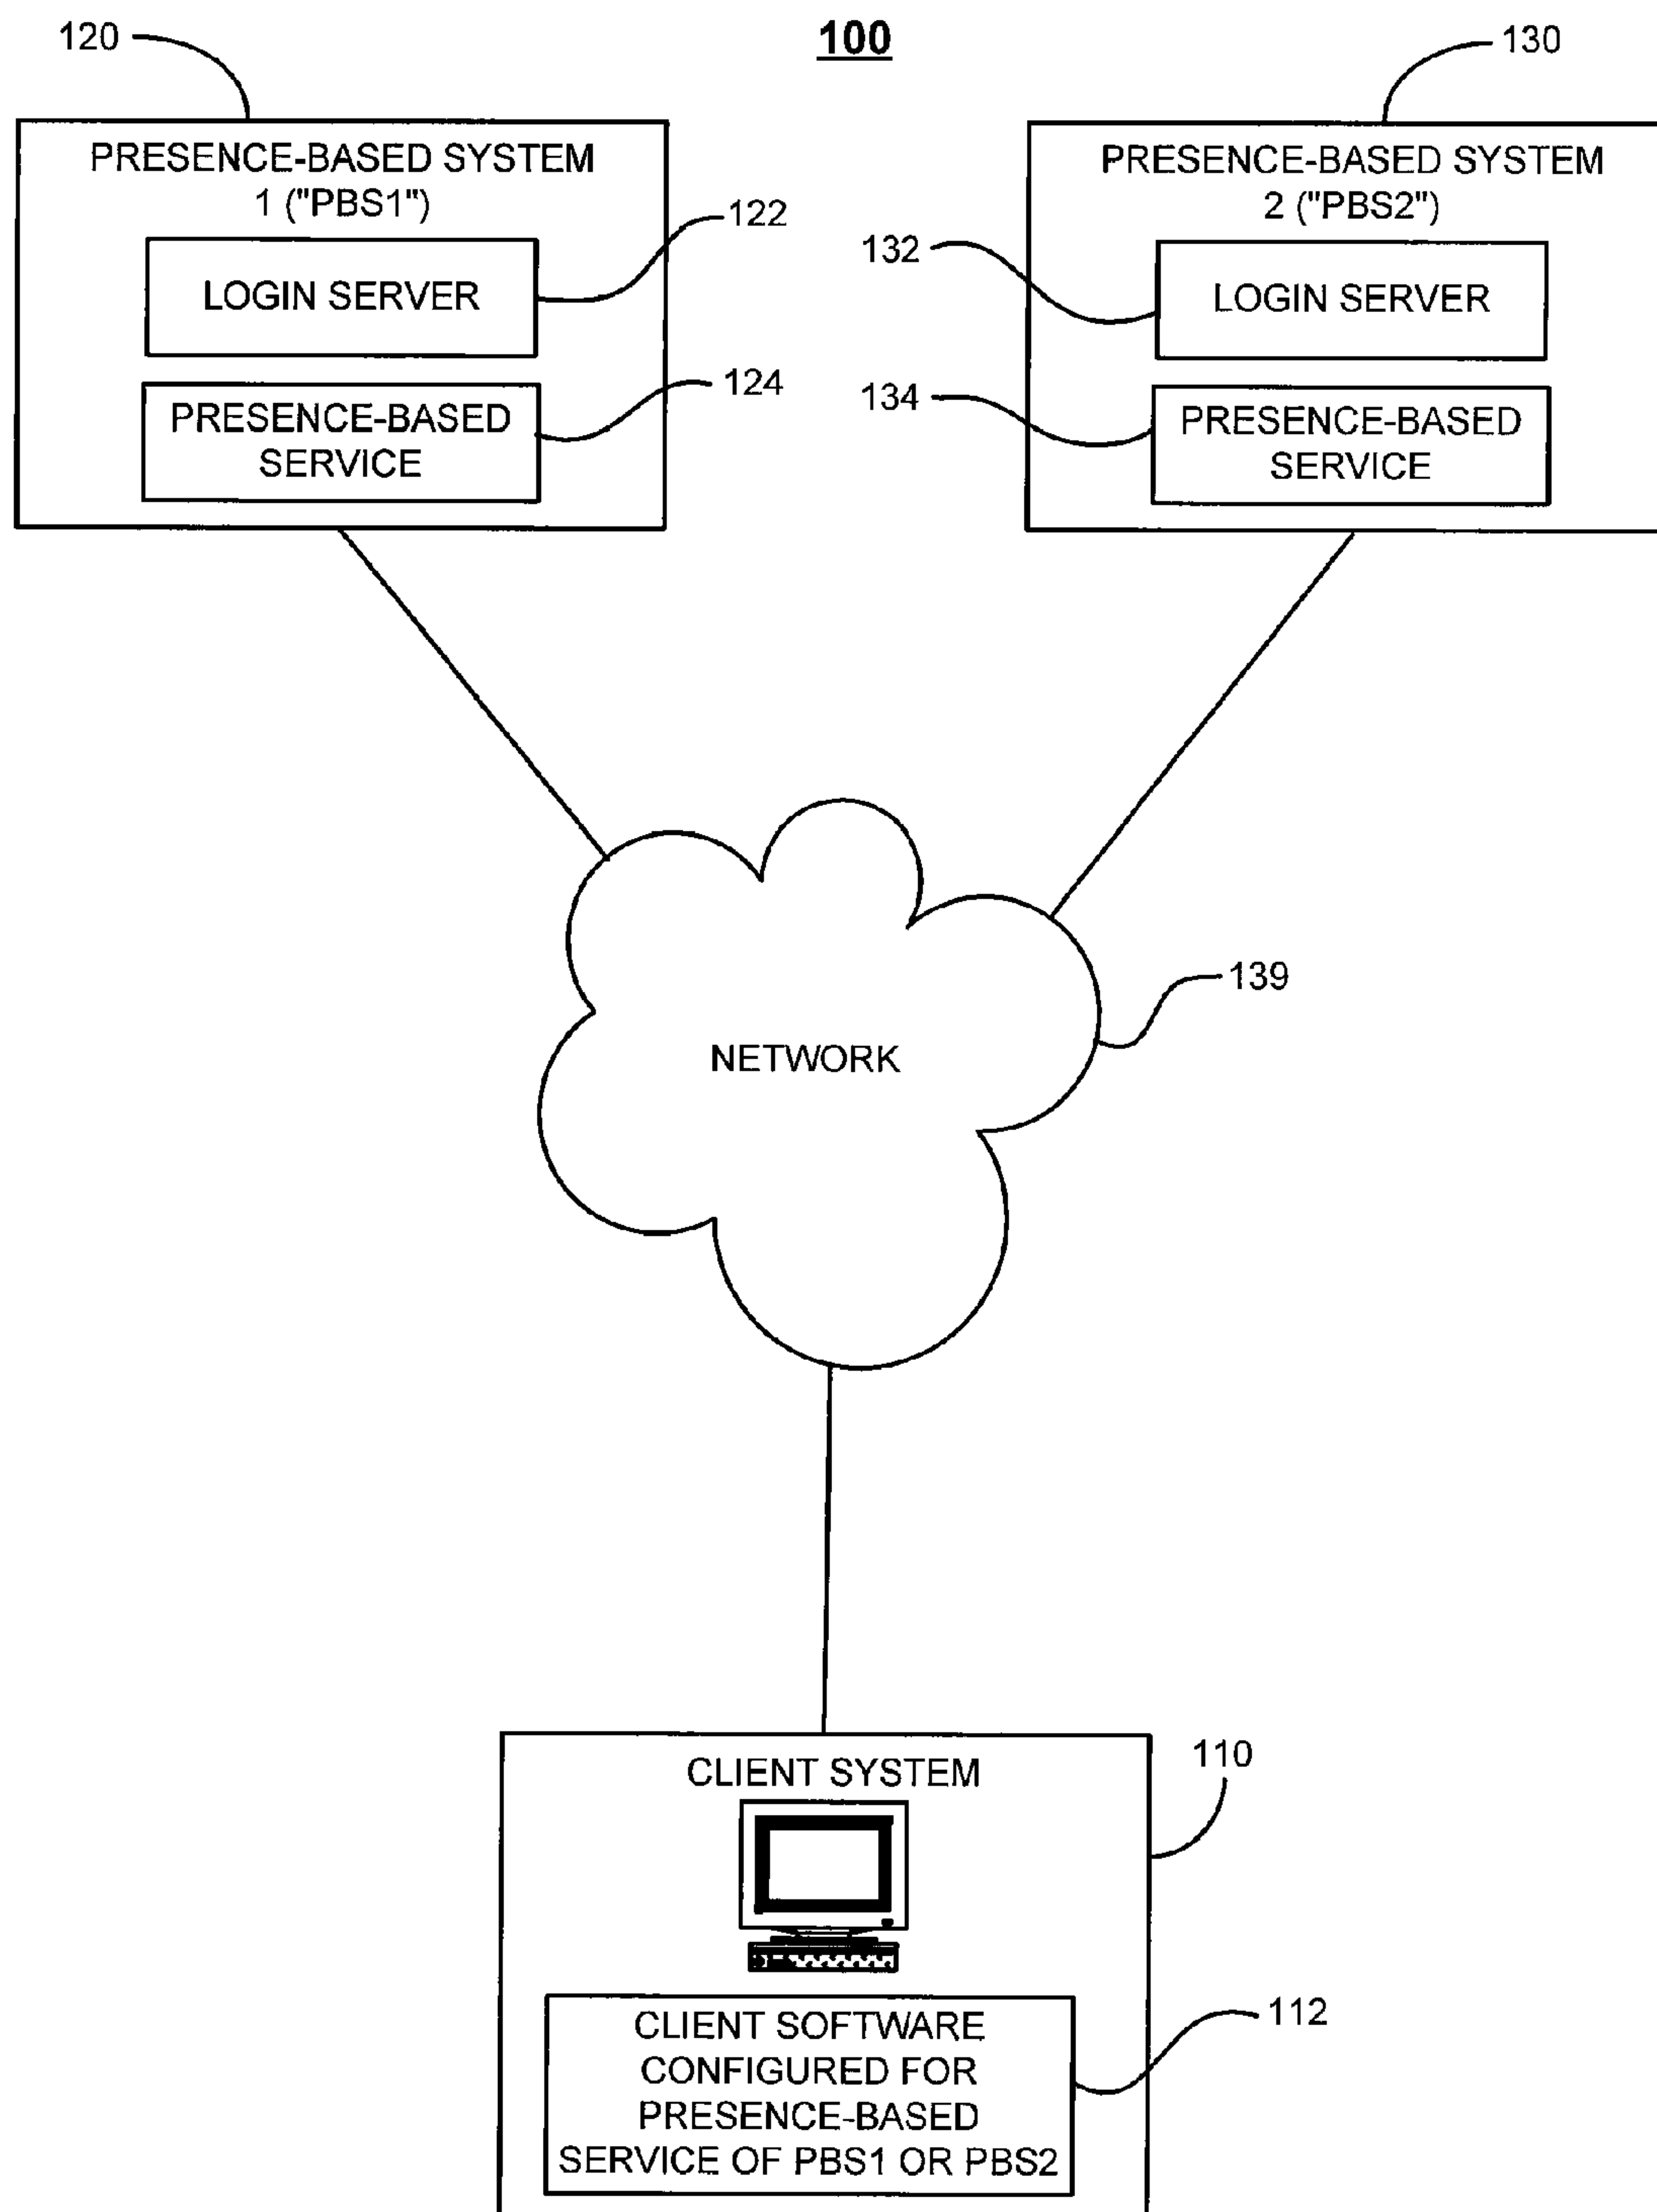 100
120
130
PRESENCE-BASED SYSTEM
1 ("PBS1")
122
LOGIN SERVER
124
PRESENCE-BASED
SERVICE
PRESENCE-BASED SYSTEM
2 ("PBS2")
132
LOGIN SERVER
134
PRESENCE-BASED
SERVICE
NETWORK
139
CLIENT SYSTEM
110
CLIENT SOFTWARE
CONFIGURED FOR
PRESENCE-BASED
SERVICE OF PBS1 OR PBS2
112